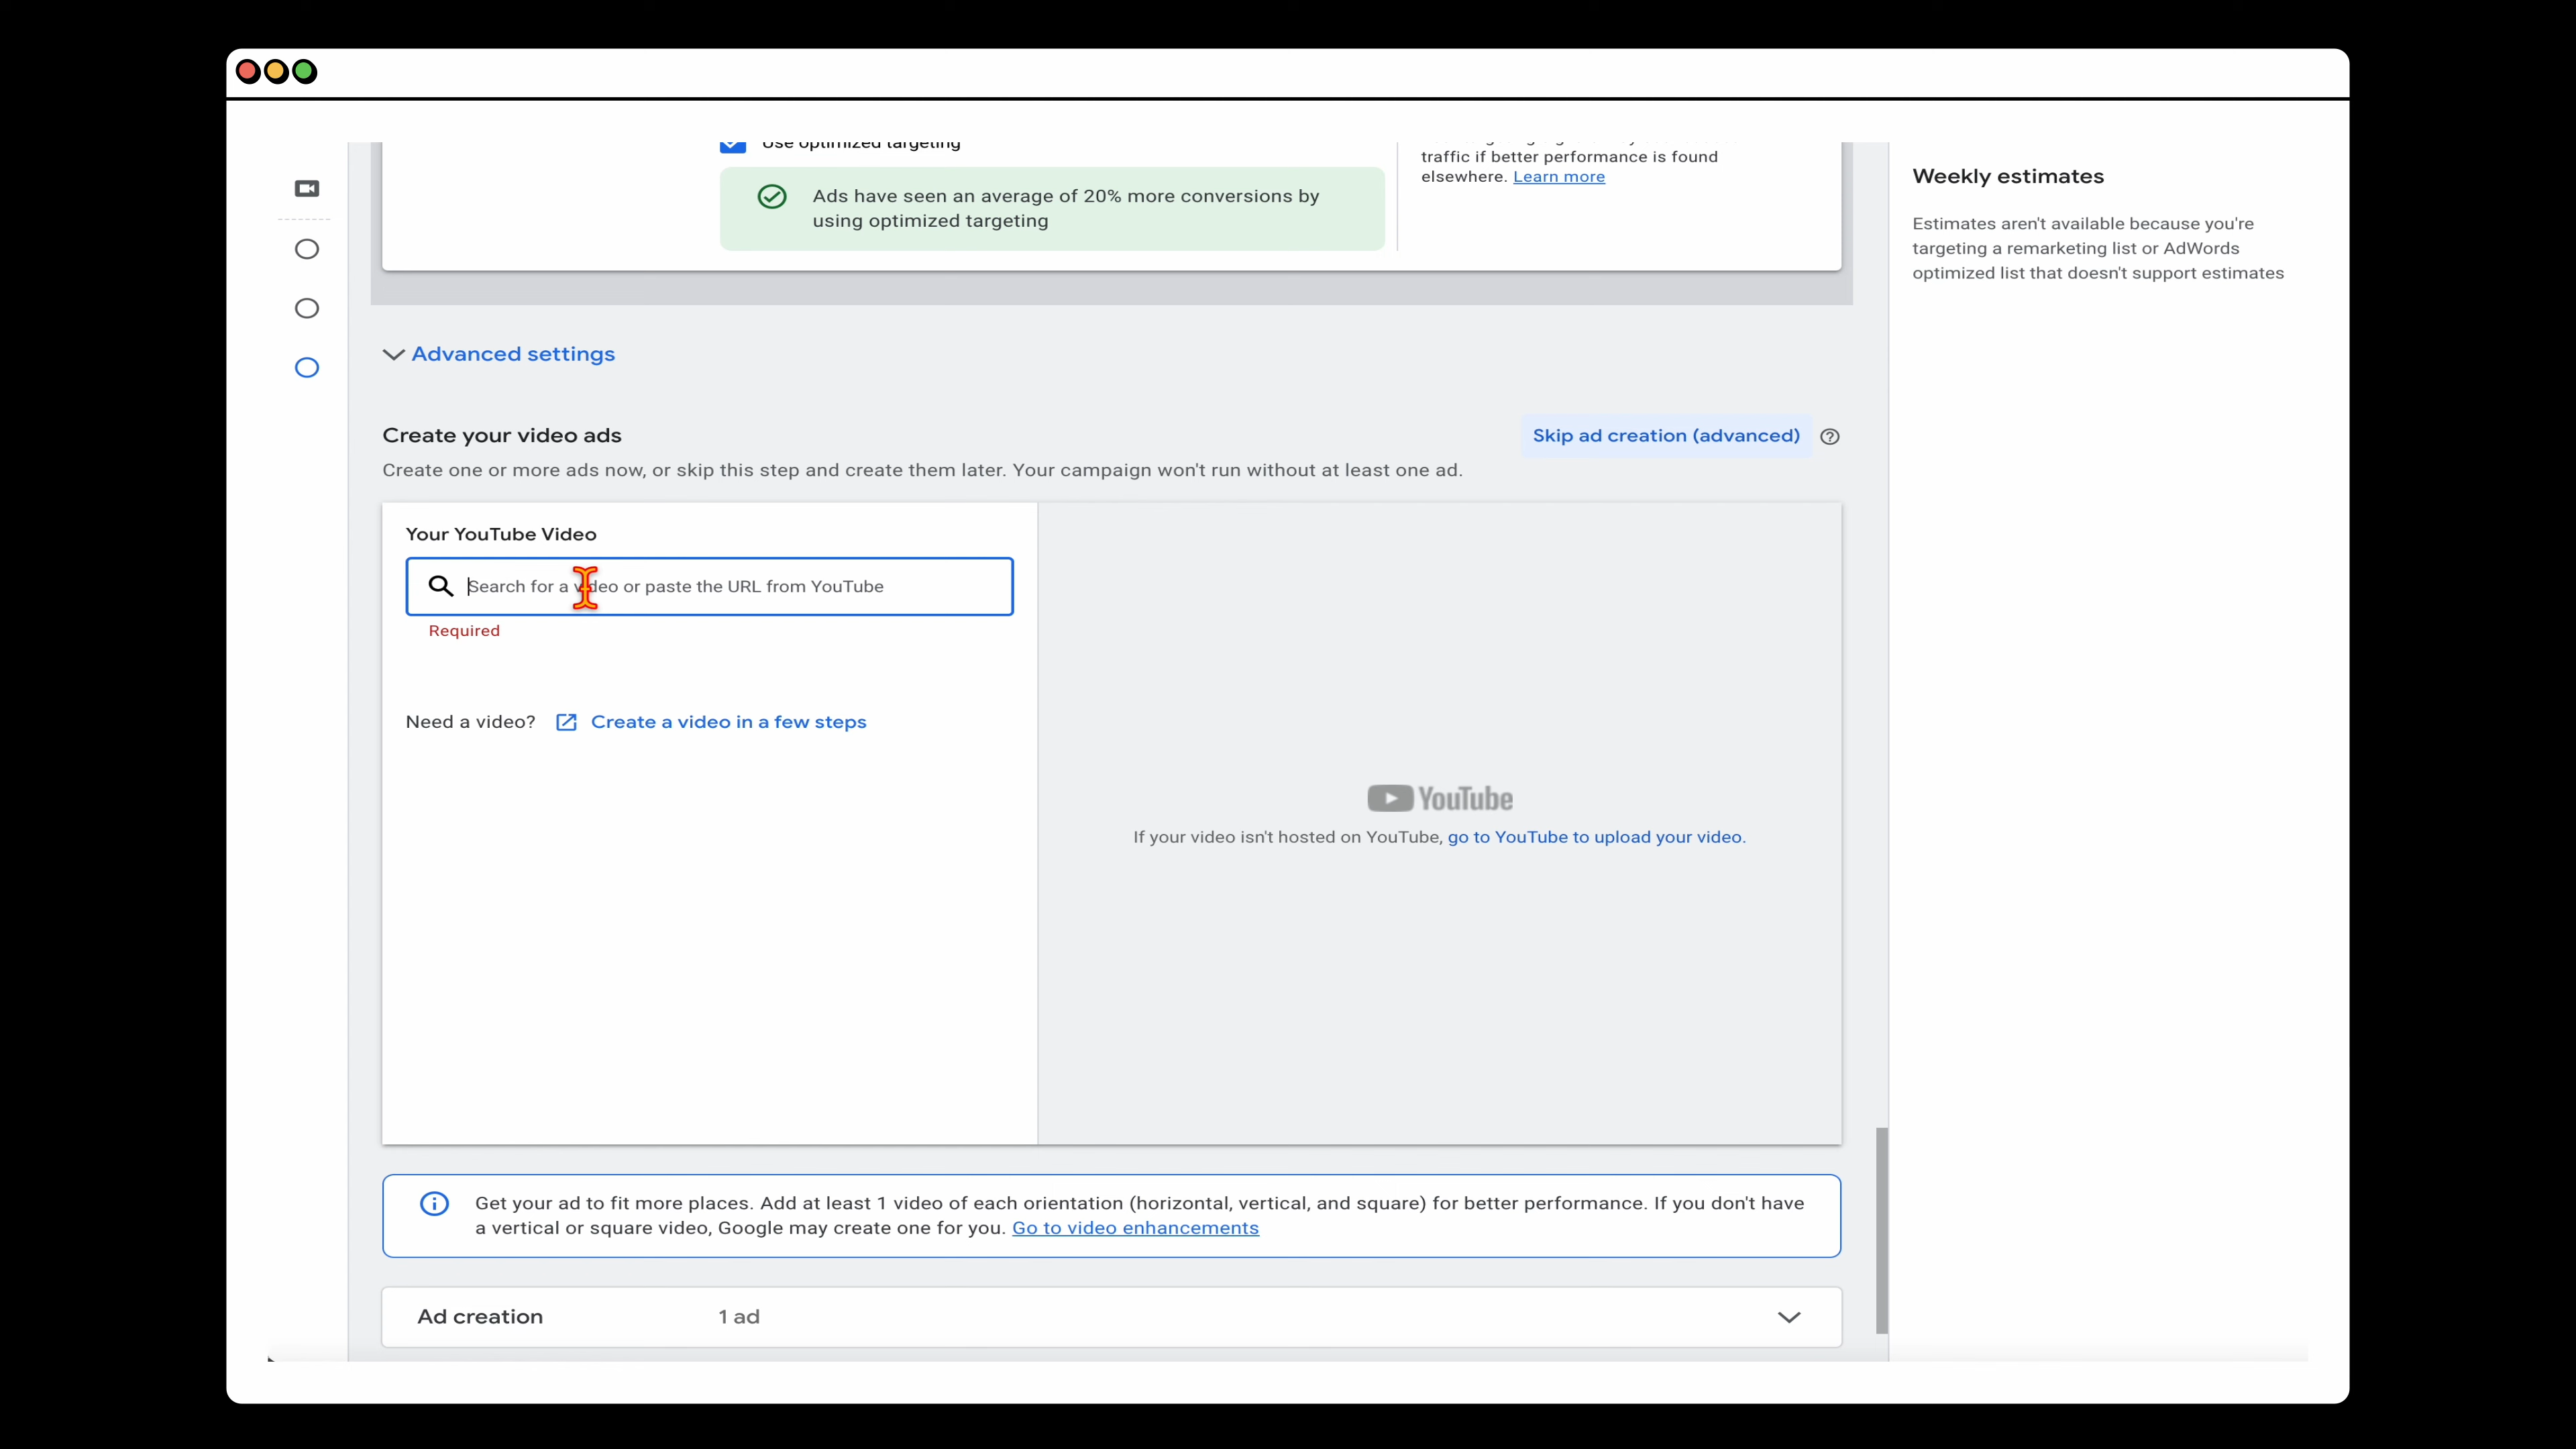 Use optimized targeting
traffic if better performance is found
elsewhere. Learn more
Ads have seen an average of 20% more conversions by
using optimized targeting
Weekly estimates
Estimates aren't available because you're
targeting a remarketing list or AdWords
optimized list that doesn't support estimates
Advanced settings
Create your video ads
Skip ad creation (advanced)
Create one or more ads now, or skip this step and create them later. Your campaign won't run without at least one ad.
Your YouTube Video
Search for a video or paste the URL from YouTube
Required
Need a video? Create a video in a few steps
YouTube
If your video isn't hosted on YouTube, go to YouTube to upload your video.
Get your ad to fit more places. Add at least 1 video of each orientation (horizontal, vertical, and square) for better performance. If you don't have
a vertical or square video, Google may create one for you. Go to video enhancements
Ad creation 1 ad